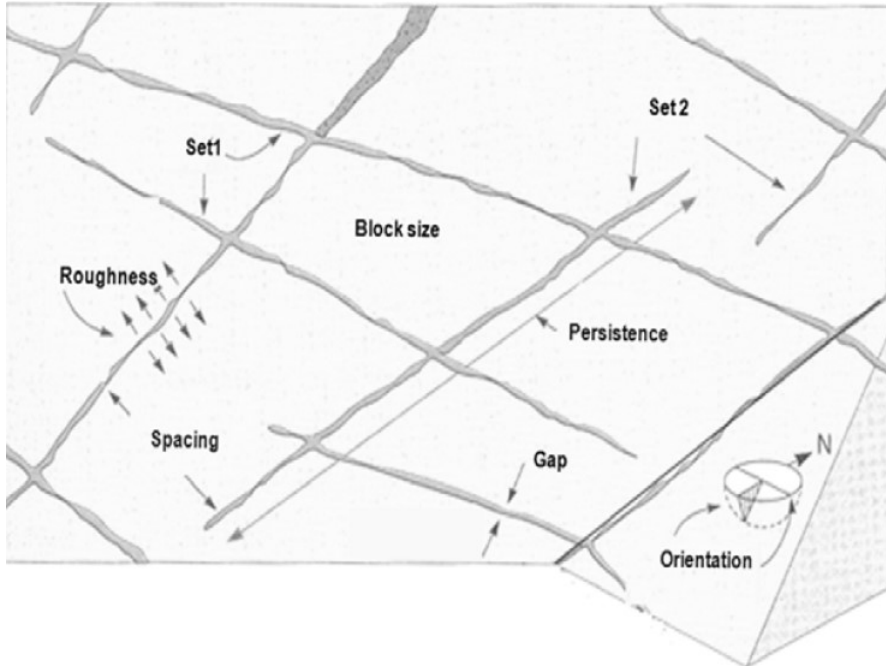 Set 2
Set1
Block size
Roughness
Persistence
Spacing
Gap
N
Orientation